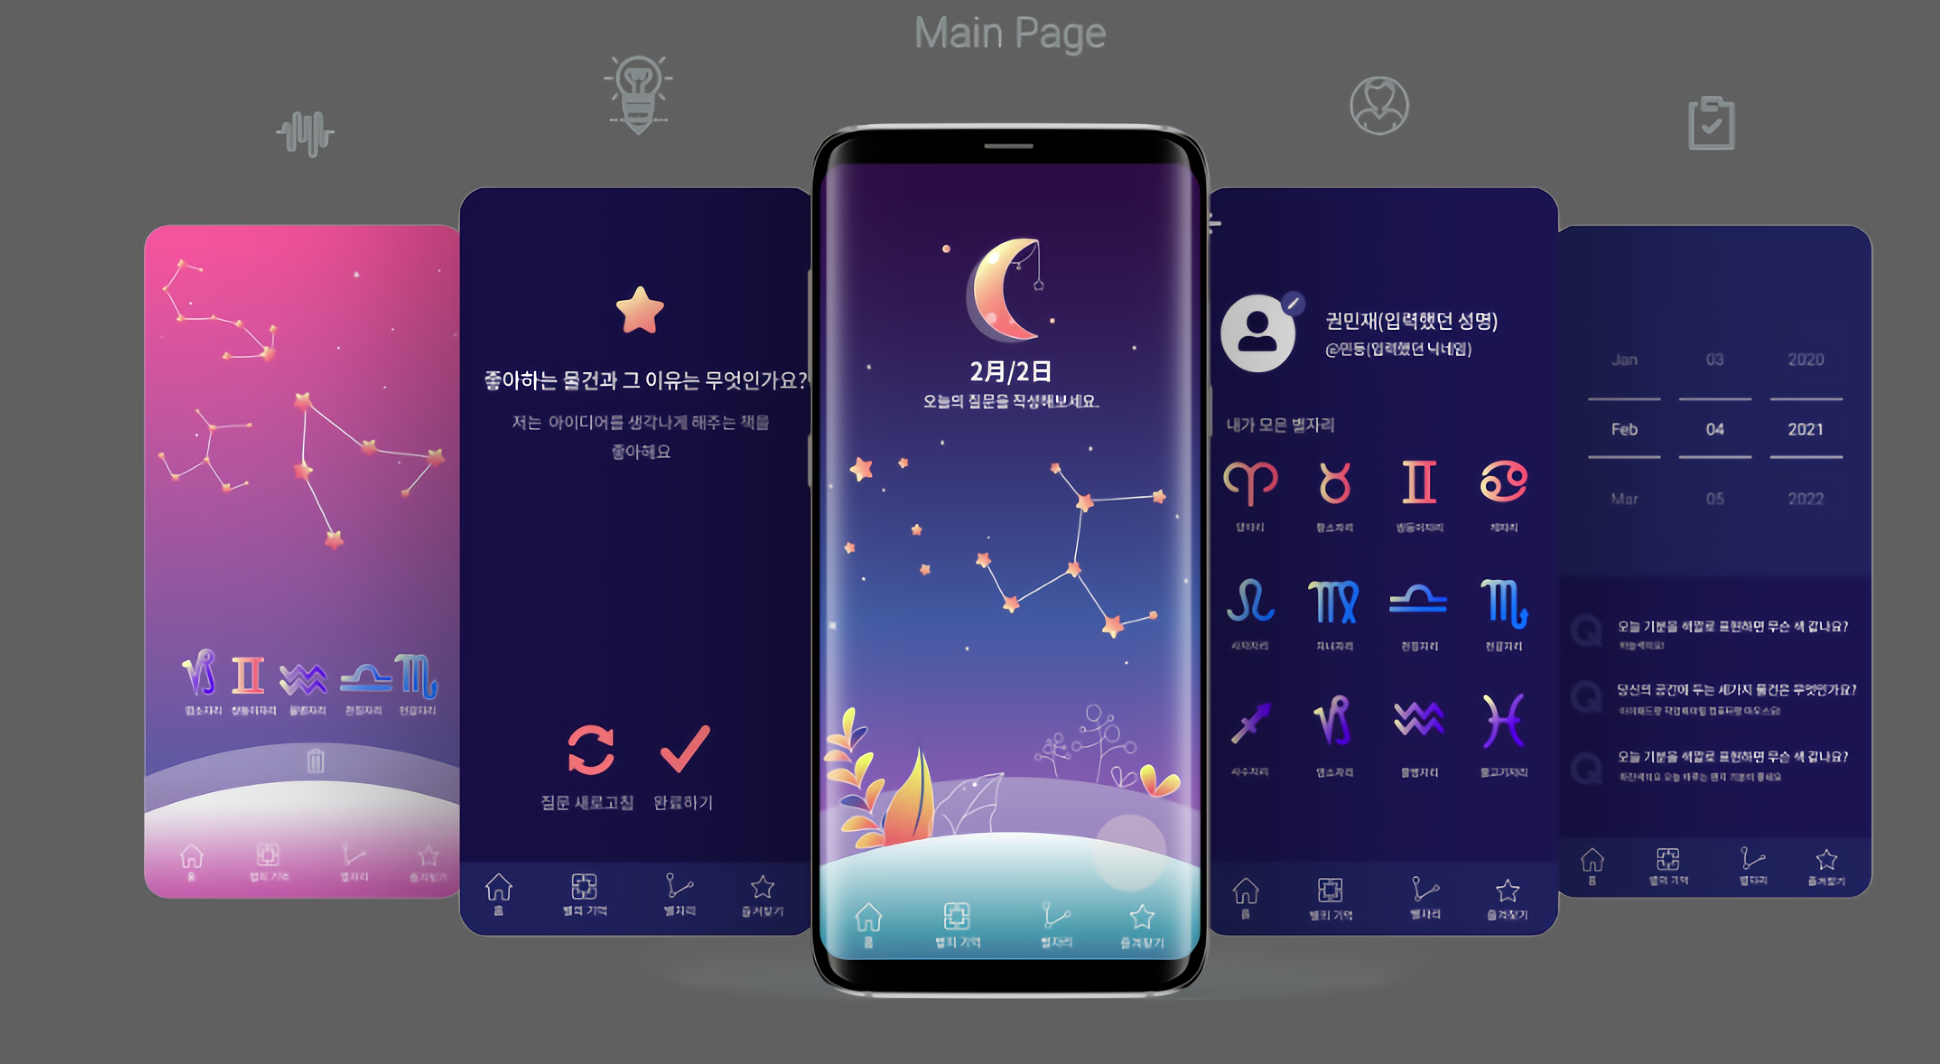 Main Page
염소자리
쌍둥이자리
물병자리
천칭자리
전갈자리
홈
별의 기억
별자리
즐겨찾기
좋아하는 물건과 그 이유는 무엇인가요?
저는 아이디어를 생각나게 해주는 책을
좋아해요
질문 새로고침
완료하기
홈
별의 기억
별자리
즐겨찾기
2月/2日
오늘의 질문을 작성해보세요.
홈
별의 기억
별자리
즐겨찾기
권민재(입력했던 성명)
@민둥(입력했던 닉네임)
내가 모은 별자리
양자리
황소자리
쌍둥이자리
게자리
사자자리
처녀자리
천칭자리
전갈자리
사수자리
염소자리
물병자리
물고기자리
홈
별의 기억
별자리
즐겨찾기
Jan 03 2020
Feb 04 2021
Mar 05 2022
Q 오늘 기분을 색깔로 표현하면 무슨 색 같나요?
하늘색이요!
Q 당신의 공간에 두는 세가지 물건은 무엇인가요?
Q 오늘 기분을 색깔로 표현하면 무슨 색 같나요?
홈
별의 기억
별자리
즐겨찾기